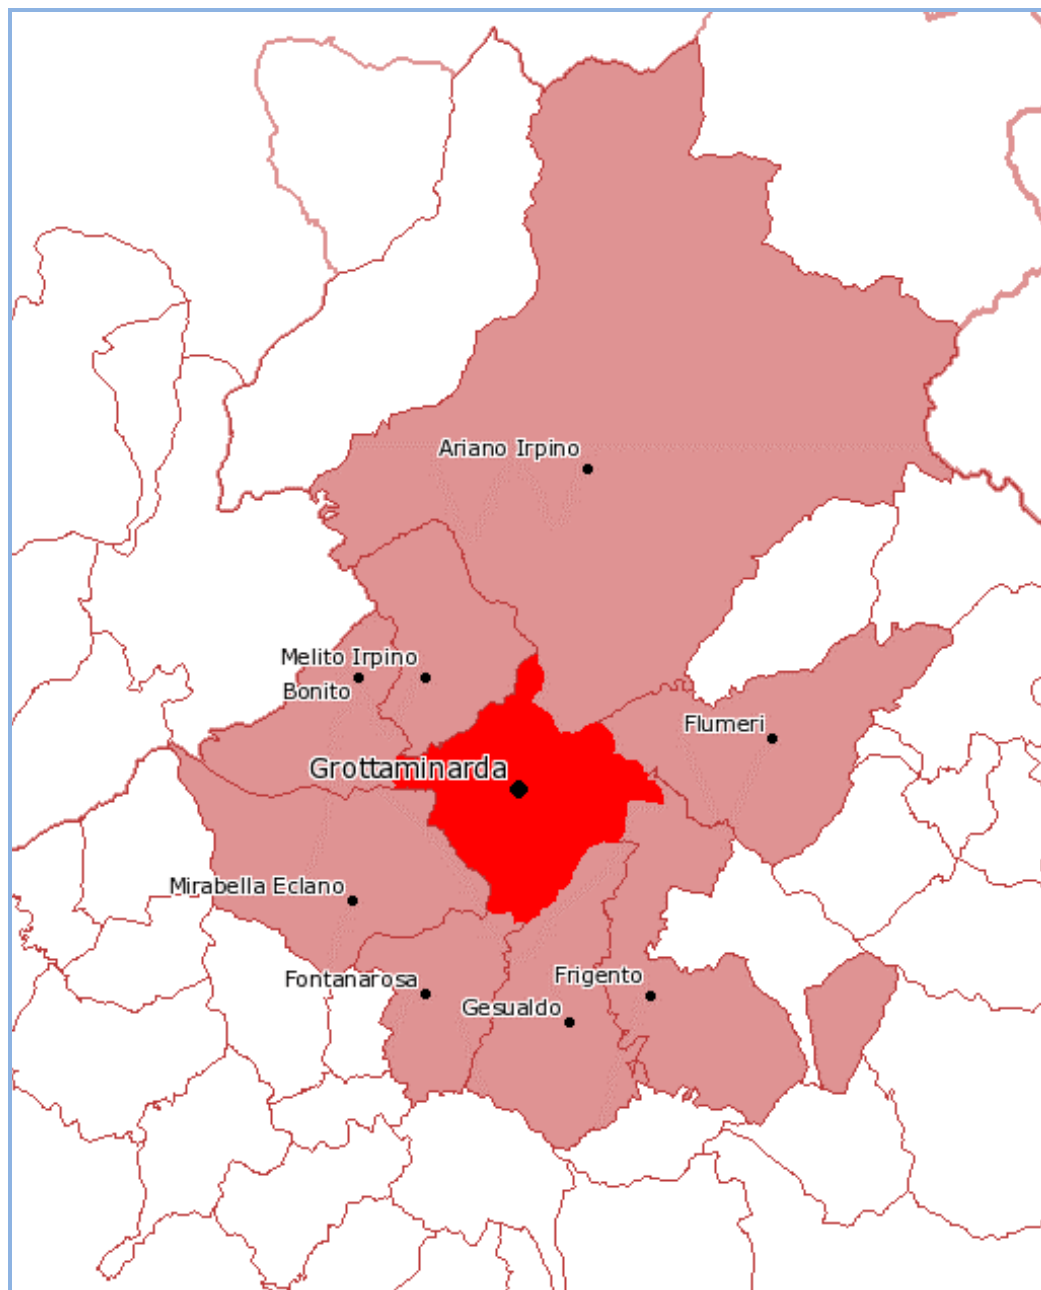 Ariano Irpino
Melito Irpino
Bonito
Flumeri
Grottaminarda
Mirabella Eclano
Fontanarosa
Frigento
Gesualdo